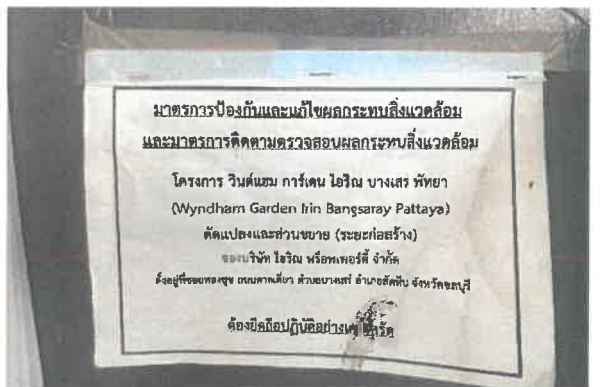 มาตรการป้องกันและแก้ไขผลกระทบสิ่งแวดล้อม
และมาตรการติดตามตรวจสอบผลกระทบสิ่งแวดล้อม
โครงการ วินด์แฮม การ์เดน ไอริณ บางเสร่ พัทยา
(Wyndham Garden Irin Bangsaray Pattaya)
ดัดแปลงและส่วนขยาย (ระยะก่อสร้าง)
ของบริษัท ไอริณ พร็อพเพอร์ตี้ จำกัด
ตั้งอยู่ที่ซอยทองสุข ถนนหาดเดียว ตำบลบางเสร่ อำเภอสัตหีบ จังหวัดชลบุรี
ต้องยึดถือปฏิบัติอย่างเคร่งครัด